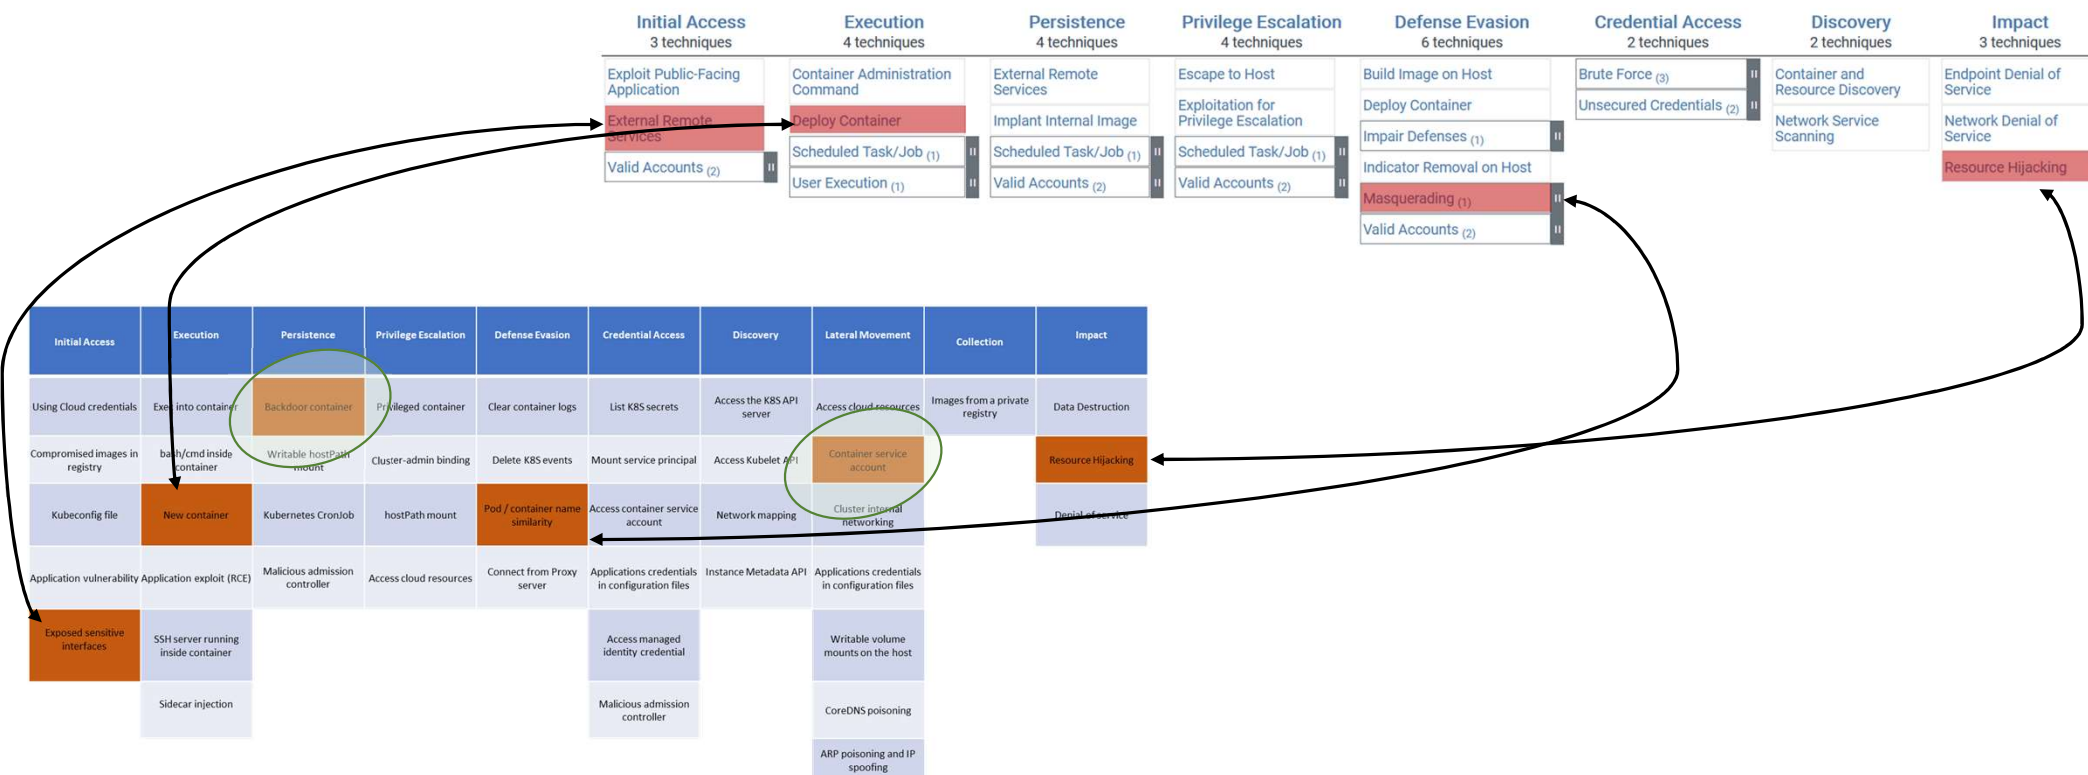 Initial Access
3 techniques
Exploit Public-Facing
Application
External Remote
Services
Valid Accounts (2)
Execution
4 techniques
Container Administration
Command
Deploy Container
Scheduled Task/Job (1)
User Execution (1)
Persistence
4 techniques
External Remote
Services
Implant Internal Image
Scheduled Task/Job (1)
Valid Accounts (2)
Privilege Escalation
4 techniques
Escape to Host
Exploitation for
Privilege Escalation
Scheduled Task/Job (1)
Valid Accounts (2)
Defense Evasion
6 techniques
Build Image on Host
Deploy Container
Impair Defenses (1)
Indicator Removal on Host
Masquerading (1)
Valid Accounts (2)
Credential Access
2 techniques
Brute Force (3)
Unsecured Credentials (2)
Discovery
2 techniques
Container and
Resource Discovery
Network Service
Scanning
Impact
3 techniques
Endpoint Denial of
Service
Network Denial of
Service
Resource Hijacking
Initial Access
Using Cloud credentials
Compromised images in
registry
Kubeconfig file
Application vulnerability
Exposed sensitive
interfaces
Execution
Exec into container
bash/cmd inside
container
New container
Application exploit (RCE)
SSH server running
inside container
Sidecar injection
Persistence
Backdoor container
Writable hostPath
mount
Kubernetes CronJob
Malicious admission
controller
Privilege Escalation
Privileged container
Cluster-admin binding
hostPath mount
Access cloud resources
Defense Evasion
Clear container logs
Delete K8S events
Pod / container name
similarity
Connect from Proxy
server
Credential Access
List K8S secrets
Mount service principal
Access container service
account
Applications credentials
in configuration files
Access managed
identity credential
Malicious admission
controller
Discovery
Access the K8S API
server
Access Kubelet API
Network mapping
Instance Metadata API
Lateral Movement
Access cloud resources
Container service
account
Cluster internal
networking
Applications credentials
in configuration files
Writable volume
mounts on the host
CoreDNS poisoning
ARP poisoning and IP
spoofing
Collection
Images from a private
registry
Impact
Data Destruction
Resource Hijacking
Denial of service